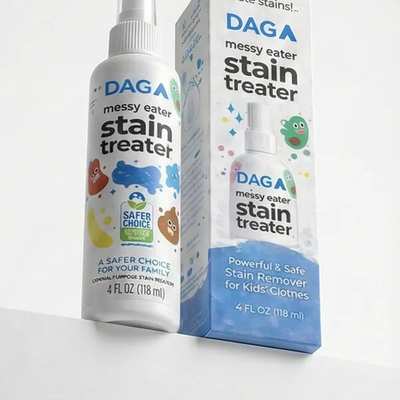 DAGA
messy eater
stain
treater
SAFER
CHOICE
A SAFER CHOICE
FOR YOUR FAMILY
4 FL OZ (118 ml)
te stains!..
DAGA
messy eater
stain
treater
DAGA
messy eater
stain
treater
Powerful & Safe
Stain Remover
for Kids' Clotnes
4 FL OZ (118 ml)